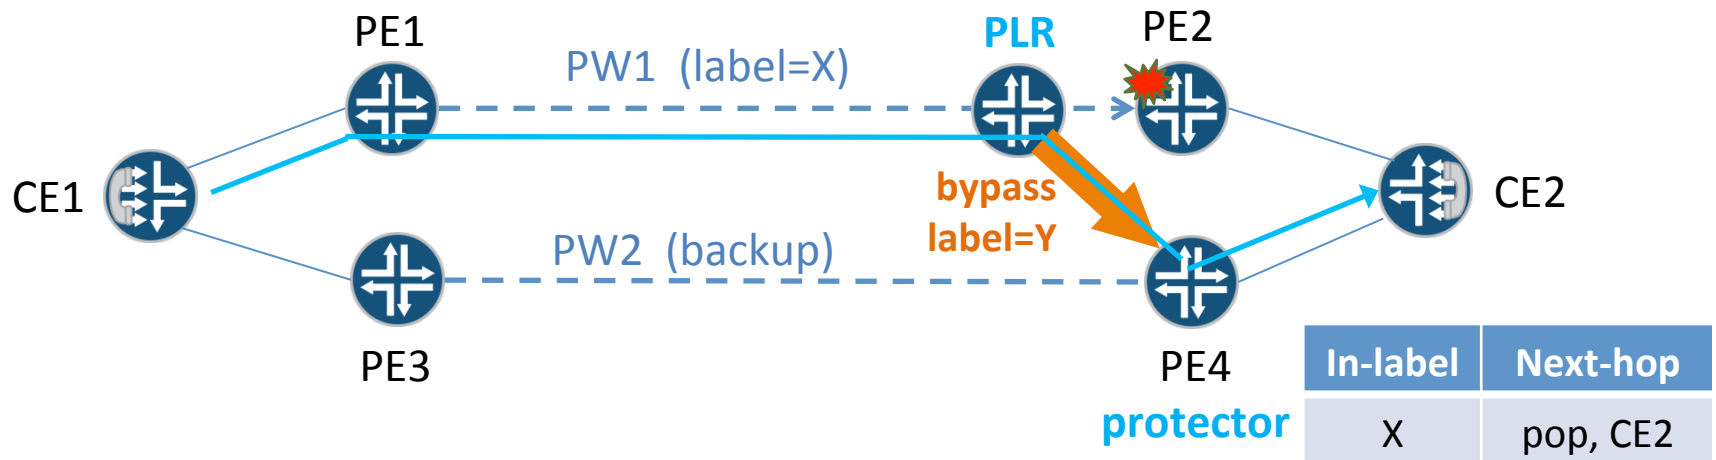 PE1
PLR
PE2
PW1 (label=X)
CE1
bypass
label=Y
CE2
PW2 (backup)
PE3
PE4
protector
In-label Next-hop
X pop, CE2